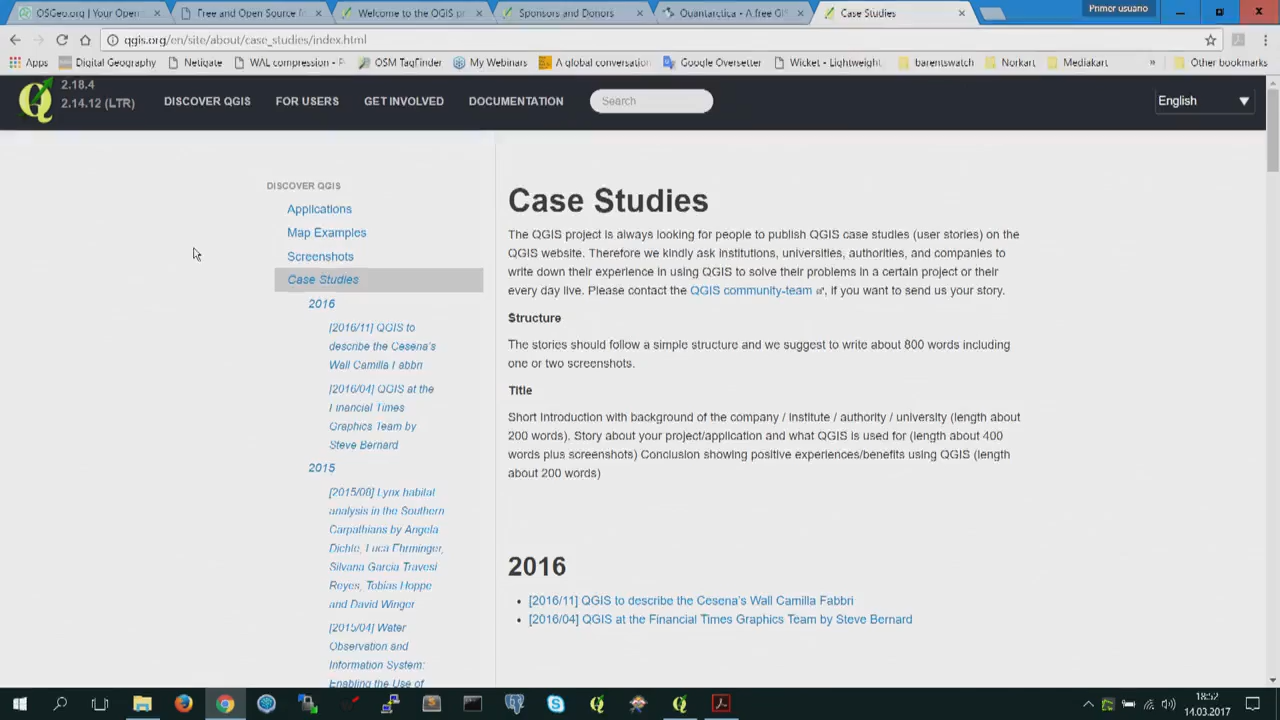 OSGeo.org | Your Open
Free and Open Source
Welcome to the QGIS pr
Sponsors and Donors
Quantarctica - A free GI
Case Studies
Primer usuario
qgis.org/en/site/about/case_studies/index.html
Apps
Digital Geography
Netigate
WAL compression - P
OSM TagFinder
My Webinars
A global conversation
Google Oversetter
Wicket - Lightweight
barentswatch
Norkart
Mediakart
»
Other bookmarks
2.18.4
2.14.12 (LTR)
DISCOVER QGIS
FOR USERS
GET INVOLVED
DOCUMENTATION
Search
English
DISCOVER QGIS
Applications
Map Examples
Screenshots
Case Studies
2016
[2016/11] QGIS to
describe the Cesena's
Wall Camilla Fabbri
[2016/04] QGIS at the
Financial Times
Graphics Team by
Steve Bernard
2015
[2015/08] Lynx habitat
analysis in the Southern
Carpathians by Angela
Dichte, Luca Ehrminger,
Silvana Garcia Travesi
Reyes, Tobias Hoppe
and David Winger
[2015/04] Water
Observation and
Information System:
Enabling the Use of
Case Studies
The QGIS project is always looking for people to publish QGIS case studies (user stories) on the
QGIS website. Therefore we kindly ask institutions, universities, authorities, and companies to
write down their experience in using QGIS to solve their problems in a certain project or their
every day live. Please contact the QGIS community-team, if you want to send us your story.
Structure
The stories should follow a simple structure and we suggest to write about 800 words including
one or two screenshots.
Title
Short Introduction with background of the company / institute / authority / university (length about
200 words). Story about your project/application and what QGIS is used for (length about 400
words plus screenshots) Conclusion showing positive experiences/benefits using QGIS (length
about 200 words)
2016
• [2016/11] QGIS to describe the Cesena's Wall Camilla Fabbri
• [2016/04] QGIS at the Financial Times Graphics Team by Steve Bernard
18:52
14.03.2017